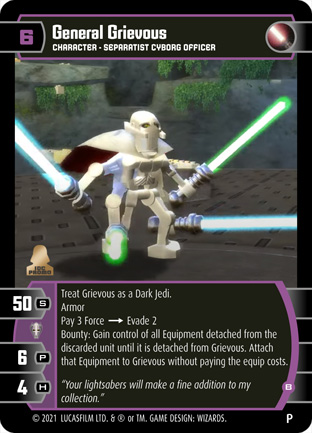 6
General Grievous
CHARACTER - SEPARATIST CYBORG OFFICER
IDC
PROMO
50 S
6 P
4 H
Treat Grievous as a Dark Jedi.
Armor
Pay 3 Force → Evade 2
Bounty: Gain control of all Equipment detached from the
discarded unit until it is detached from Grievous. Attach
that Equipment to Grievous without paying the equip costs.
“Your lightsabers will make a fine addition to my
collection.”
B
© 2021 LUCASFILM LTD. & ® or TM. GAME DESIGN: WIZARDS.
P